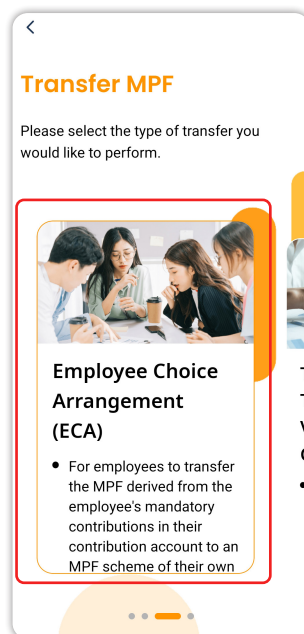 Transfer MPF
Please select the type of transfer you
would like to perform.
Employee Choice
Arrangement
(ECA)
• For employees to transfer
the MPF derived from the
employee's mandatory
contributions in their
contribution account to an
MPF scheme of their own